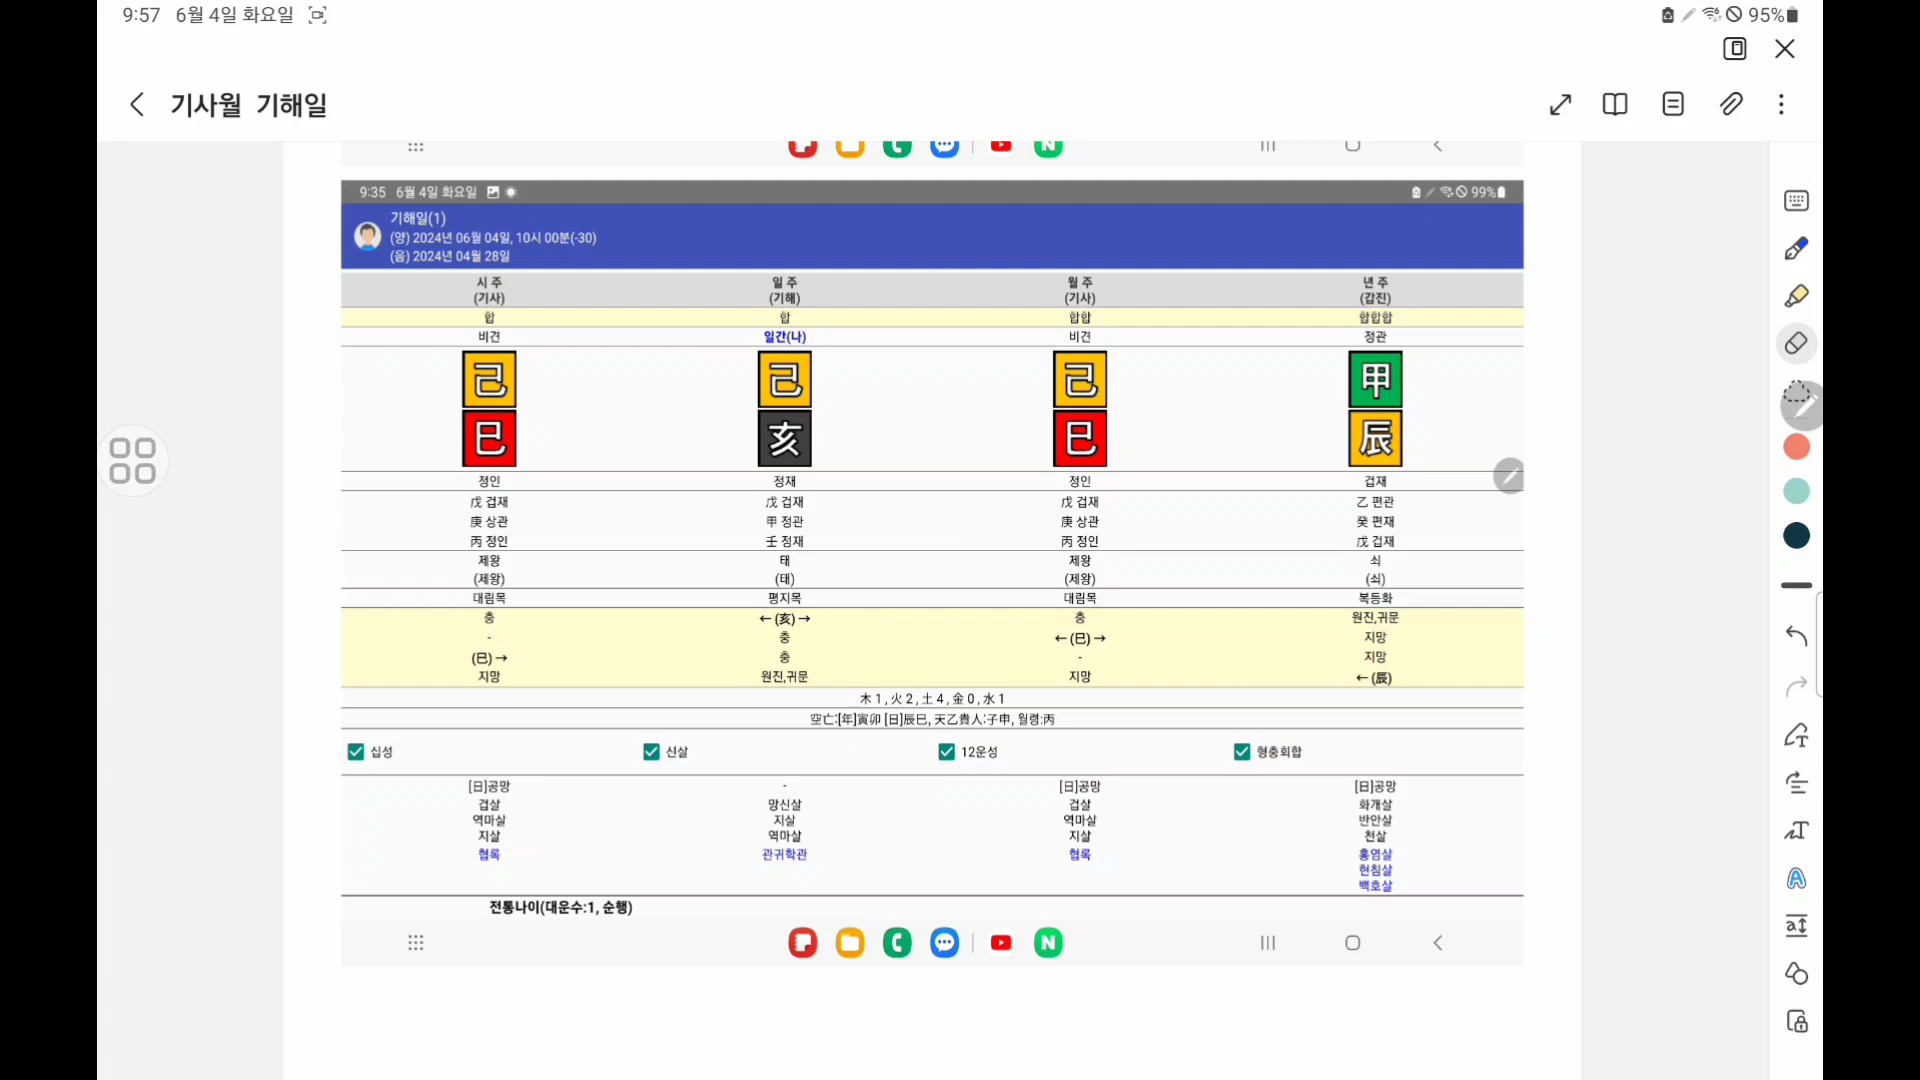 9:57 6월 4일 화요일
95%
기사월 기해일
9:35 6월 4일 화요일
99%
기해일(1)
(양) 2024년 06월 04일, 10시 00분(-30)
(음) 2024년 04월 28일
시 주 일 주 월 주 년 주
(기사) (기해) (기사) (갑진)
합 합 합합 합합합
비견 일간(나) 비견 정관
己 己 己 甲
巳 亥 巳 辰
정인 정재 정인 겁재
戊 겁재 戊 겁재 戊 겁재 乙 편관
庚 상관 甲 정관 庚 상관 癸 편재
丙 정인 壬 정재 丙 정인 戊 겁재
제왕 태 제왕 쇠
(제왕) (태) (제왕) (쇠)
대림목 평지목 대림목 복등화
충 ←(亥)→ 충 원진,귀문
- 충 ←(巳)→ 지망
(巳)→ 충 - 지망
지망 원진,귀문 지망 ←(辰)
木 1 , 火 2 , 土 4 , 金 0 , 水 1
空亡:[年]寅卯 [日]辰巳, 天乙貴人:子申, 월령:丙
십성 신살 12운성 형충회합
[日]공망 - [日]공망 [日]공망
겁살 망신살 겁살 화개살
역마살 지살 역마살 반안살
지살 역마살 지살 천살
협록 관귀학관 협록 홍염살
현침살
백호살
전통나이(대운수:1, 순행)
N